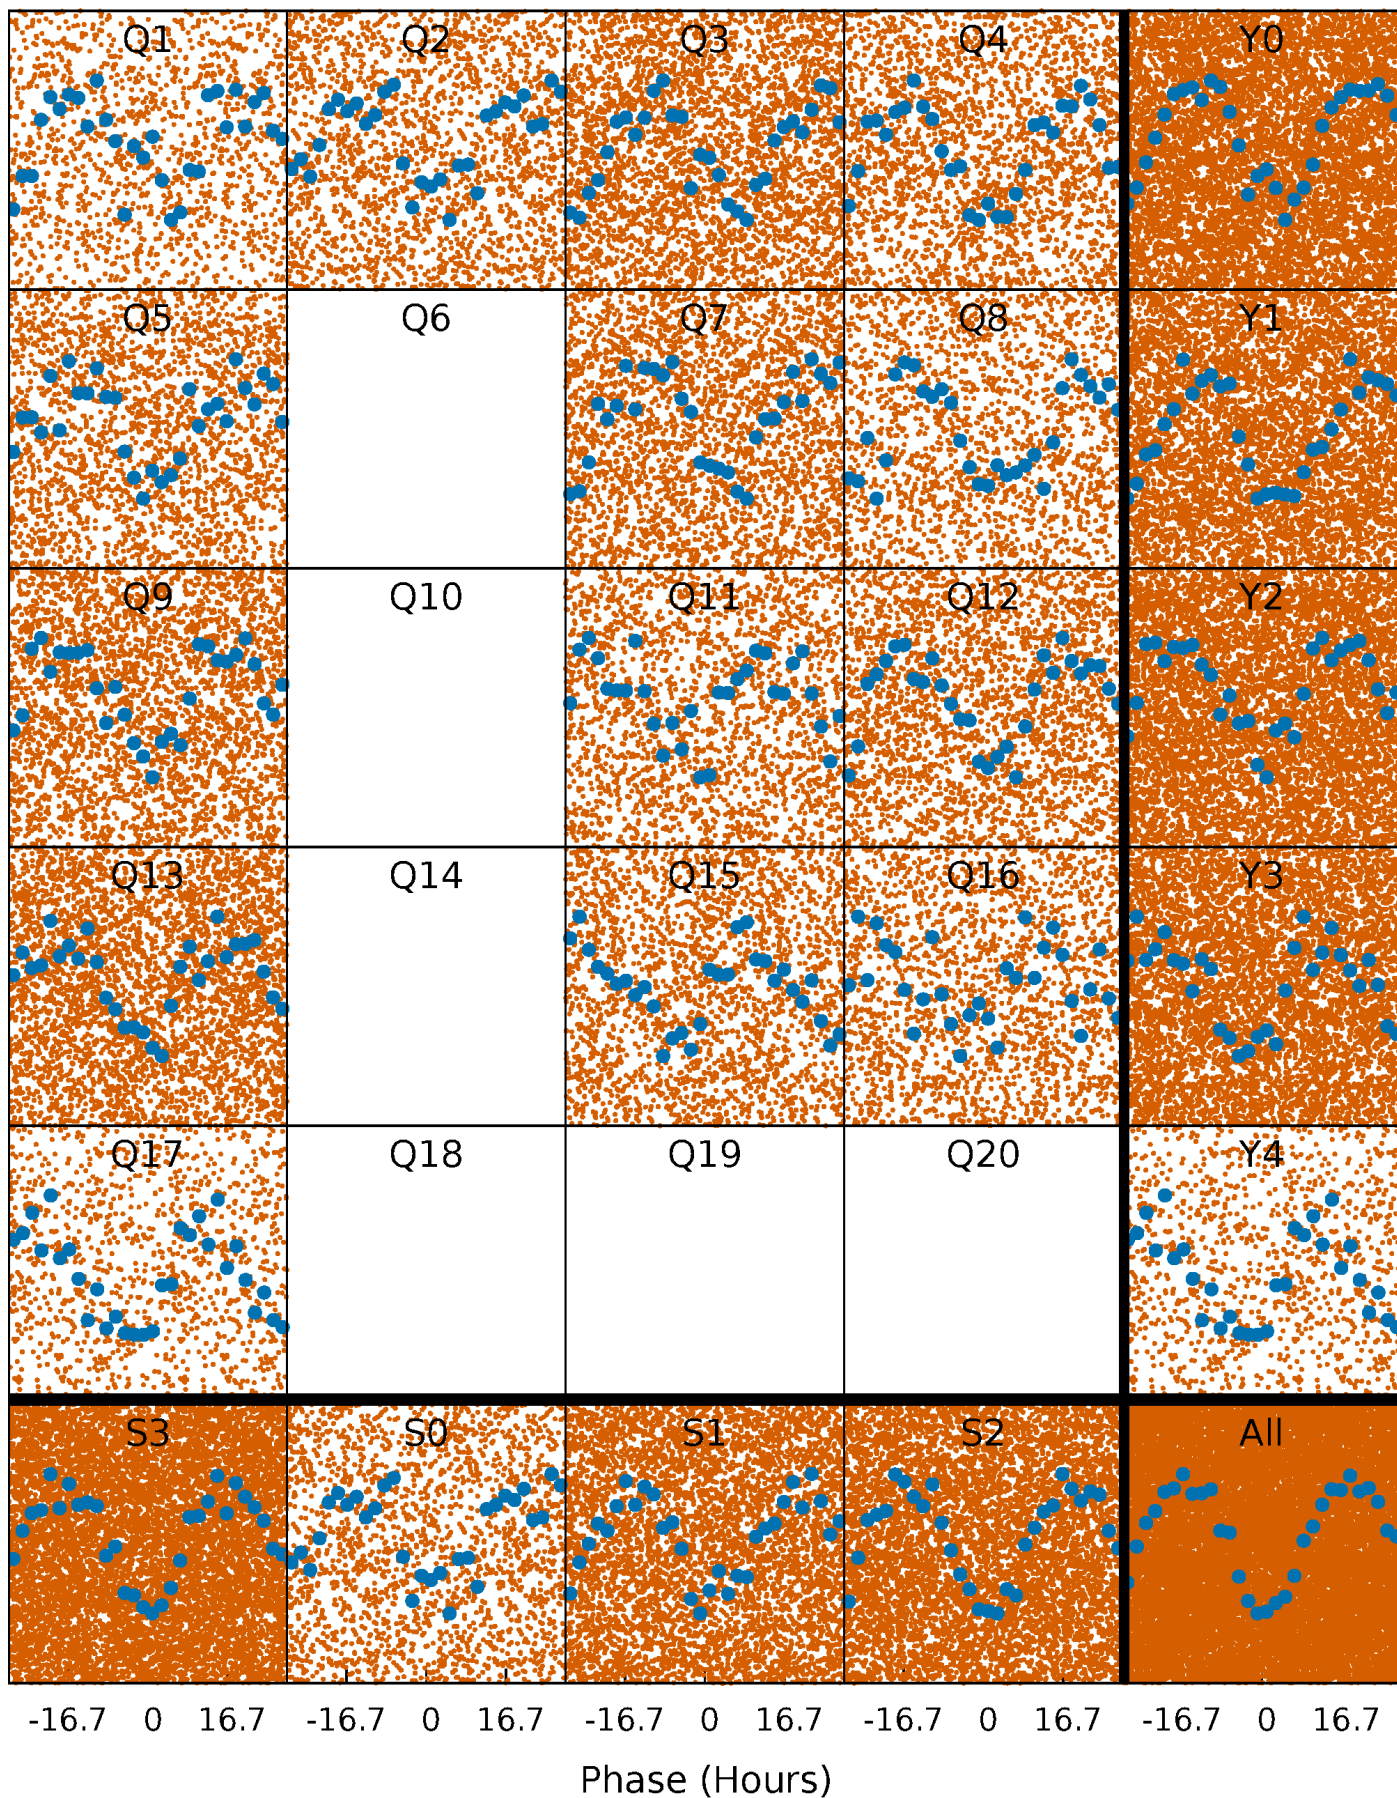 Q1 Q2 Q3 Q4 Y0
Q5 Q6 Q7 Q8 Y1
Q9 Q10 Q11 Q12 Y2
Q13 Q14 Q15 Q16 Y3
Q17 Q18 Q19 Q20 Y4
S3 S0 S1 S2 All
-16.7 0 16.7 -16.7 0 16.7 -16.7 0 16.7 -16.7 0 16.7 -16.7 0 16.7
Phase (Hours)